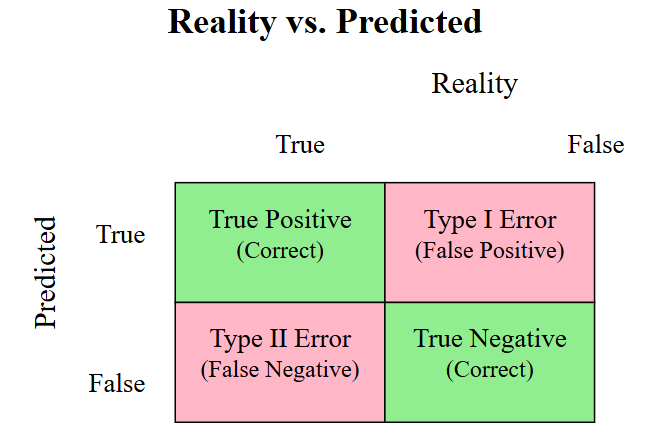 Reality vs. Predicted
Reality
True False
Predicted
True
True Positive
(Correct)
Type I Error
(False Positive)
False
Type II Error
(False Negative)
True Negative
(Correct)